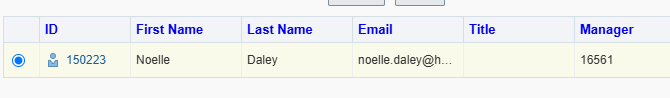 ID First Name Last Name Email Title Manager
150223 Noelle Daley noelle.daley@h... 16561